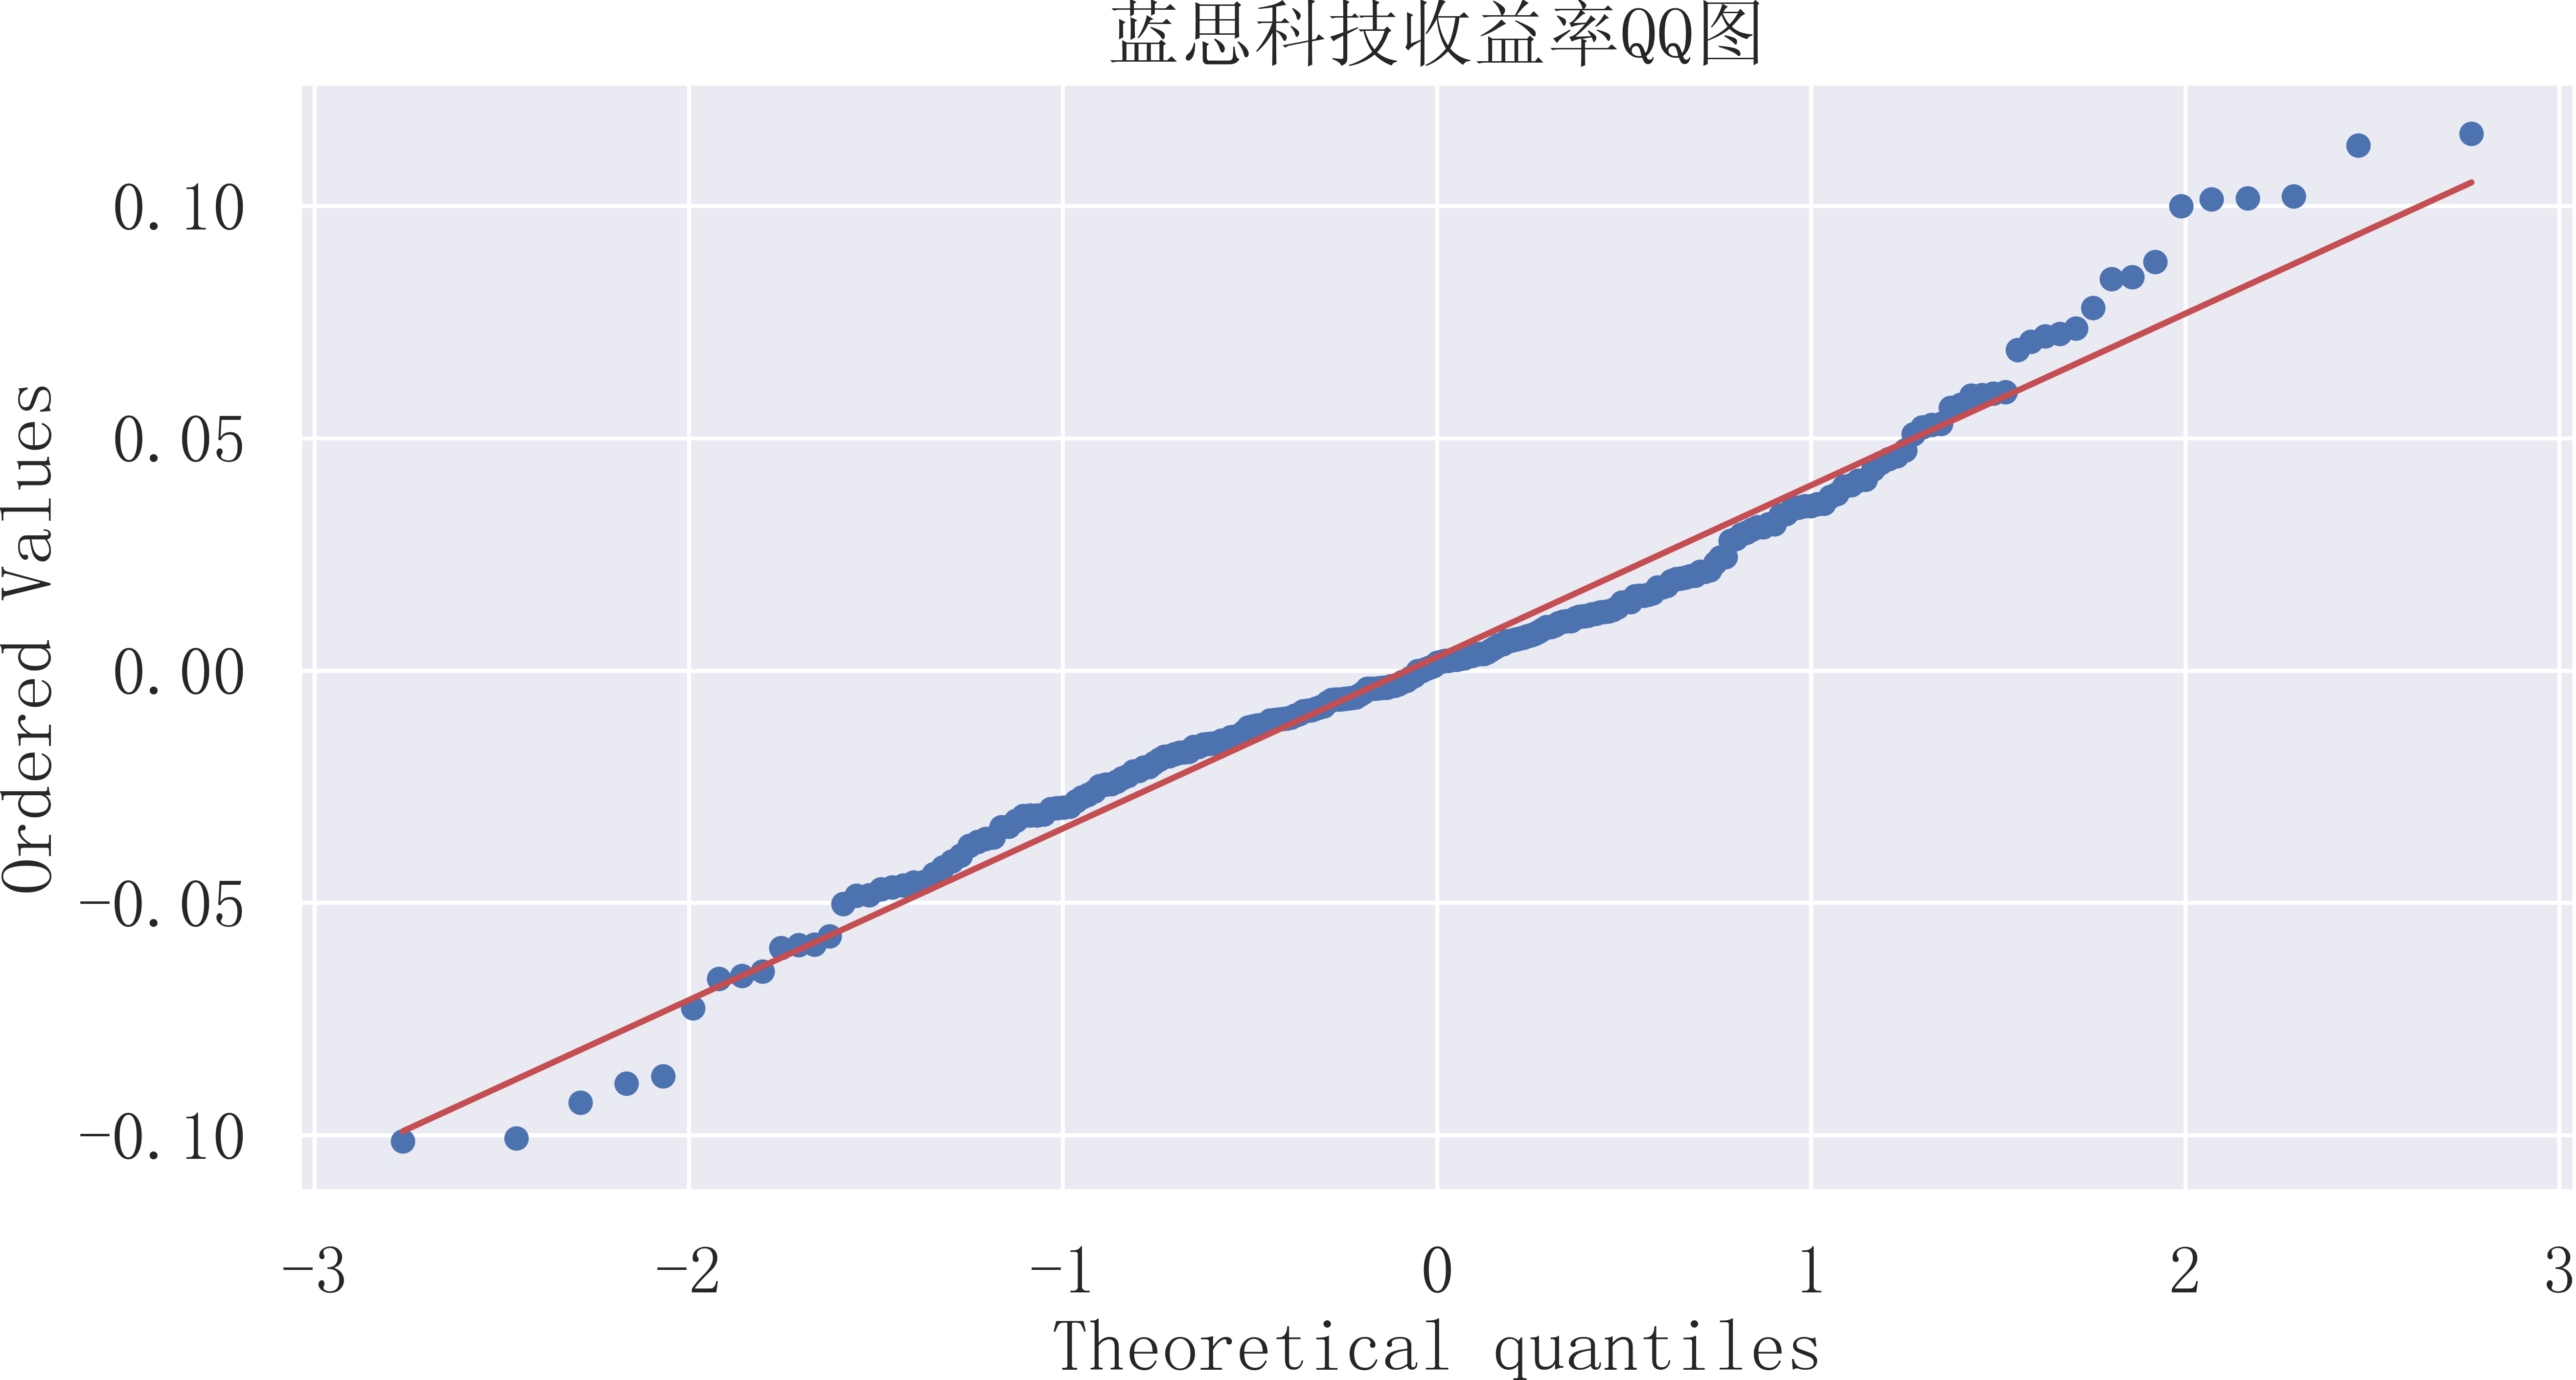 蓝思科技收益率QQ图
Ordered Values
0.10
0.05
0.00
−0.05
−0.10
−3 −2 −1 0 1 2 3
Theoretical quantiles